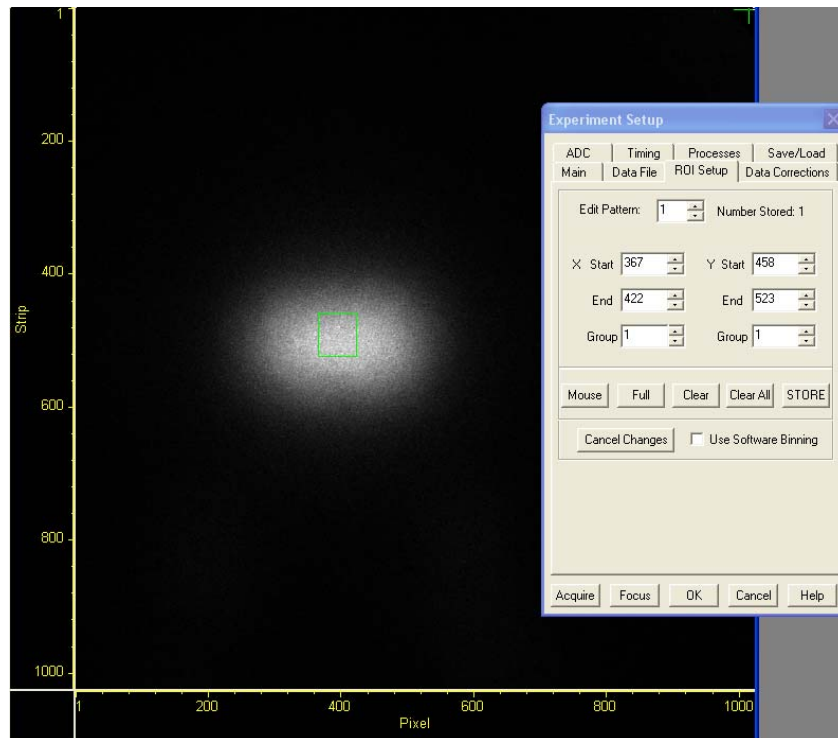 1
200
400
Strip
600
800
1000
1 200 400 600 800 1000
Pixel
Experiment Setup
ADC Timing Processes Save/Load
Main Data File ROI Setup Data Corrections
Edit Pattern: 1 Number Stored: 1
X Start 367 Y Start 458
End 422 End 523
Group 1 Group 1
Mouse Full Clear Clear All STORE
Cancel Changes Use Software Binning
Acquire Focus OK Cancel Help